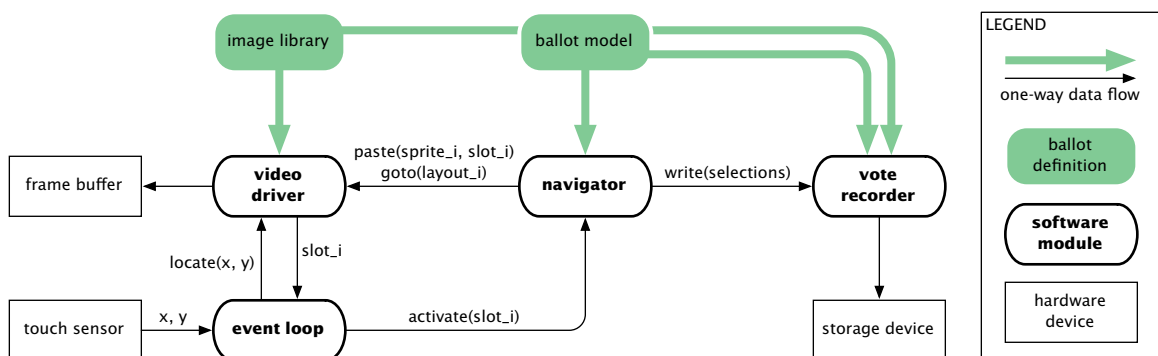 image library
ballot model
LEGEND
one-way data flow
ballot
definition
software
module
hardware
device
paste(sprite_i, slot_i)
goto(layout_i)
frame buffer
video
driver
navigator
write(selections)
vote
recorder
locate(x, y)
slot_i
touch sensor
x, y
event loop
activate(slot_i)
storage device